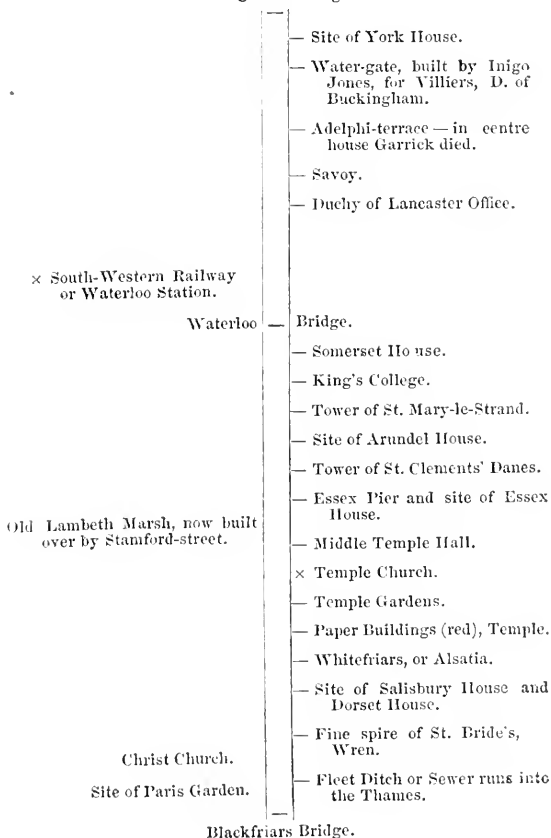 — Site of York House.
— Water-gate, built by Inigo
Jones, for Villiers, D. of
Buckingham.
— Adelphi-terrace — in centre
house Garrick died.
— Savoy.
— Duchy of Lancaster Office.
× South-Western Railway
or Waterloo Station.
Waterloo — Bridge.
— Somerset House.
— King's College.
— Tower of St. Mary-le-Strand.
— Site of Arundel House.
— Tower of St. Clements' Danes.
— Essex Pier and site of Essex
House.
Old Lambeth Marsh, now built
over by Stamford-street.
— Middle Temple Hall.
× Temple Church.
— Temple Gardens.
— Paper Buildings (red), Temple.
— Whitefriars, or Alsatia.
— Site of Salisbury House and
Dorset House.
— Fine spire of St. Bride's,
Wren.
Christ Church.
Site of Paris Garden.
— Fleet Ditch or Sewer runs into
the Thames.
Blackfriars Bridge.